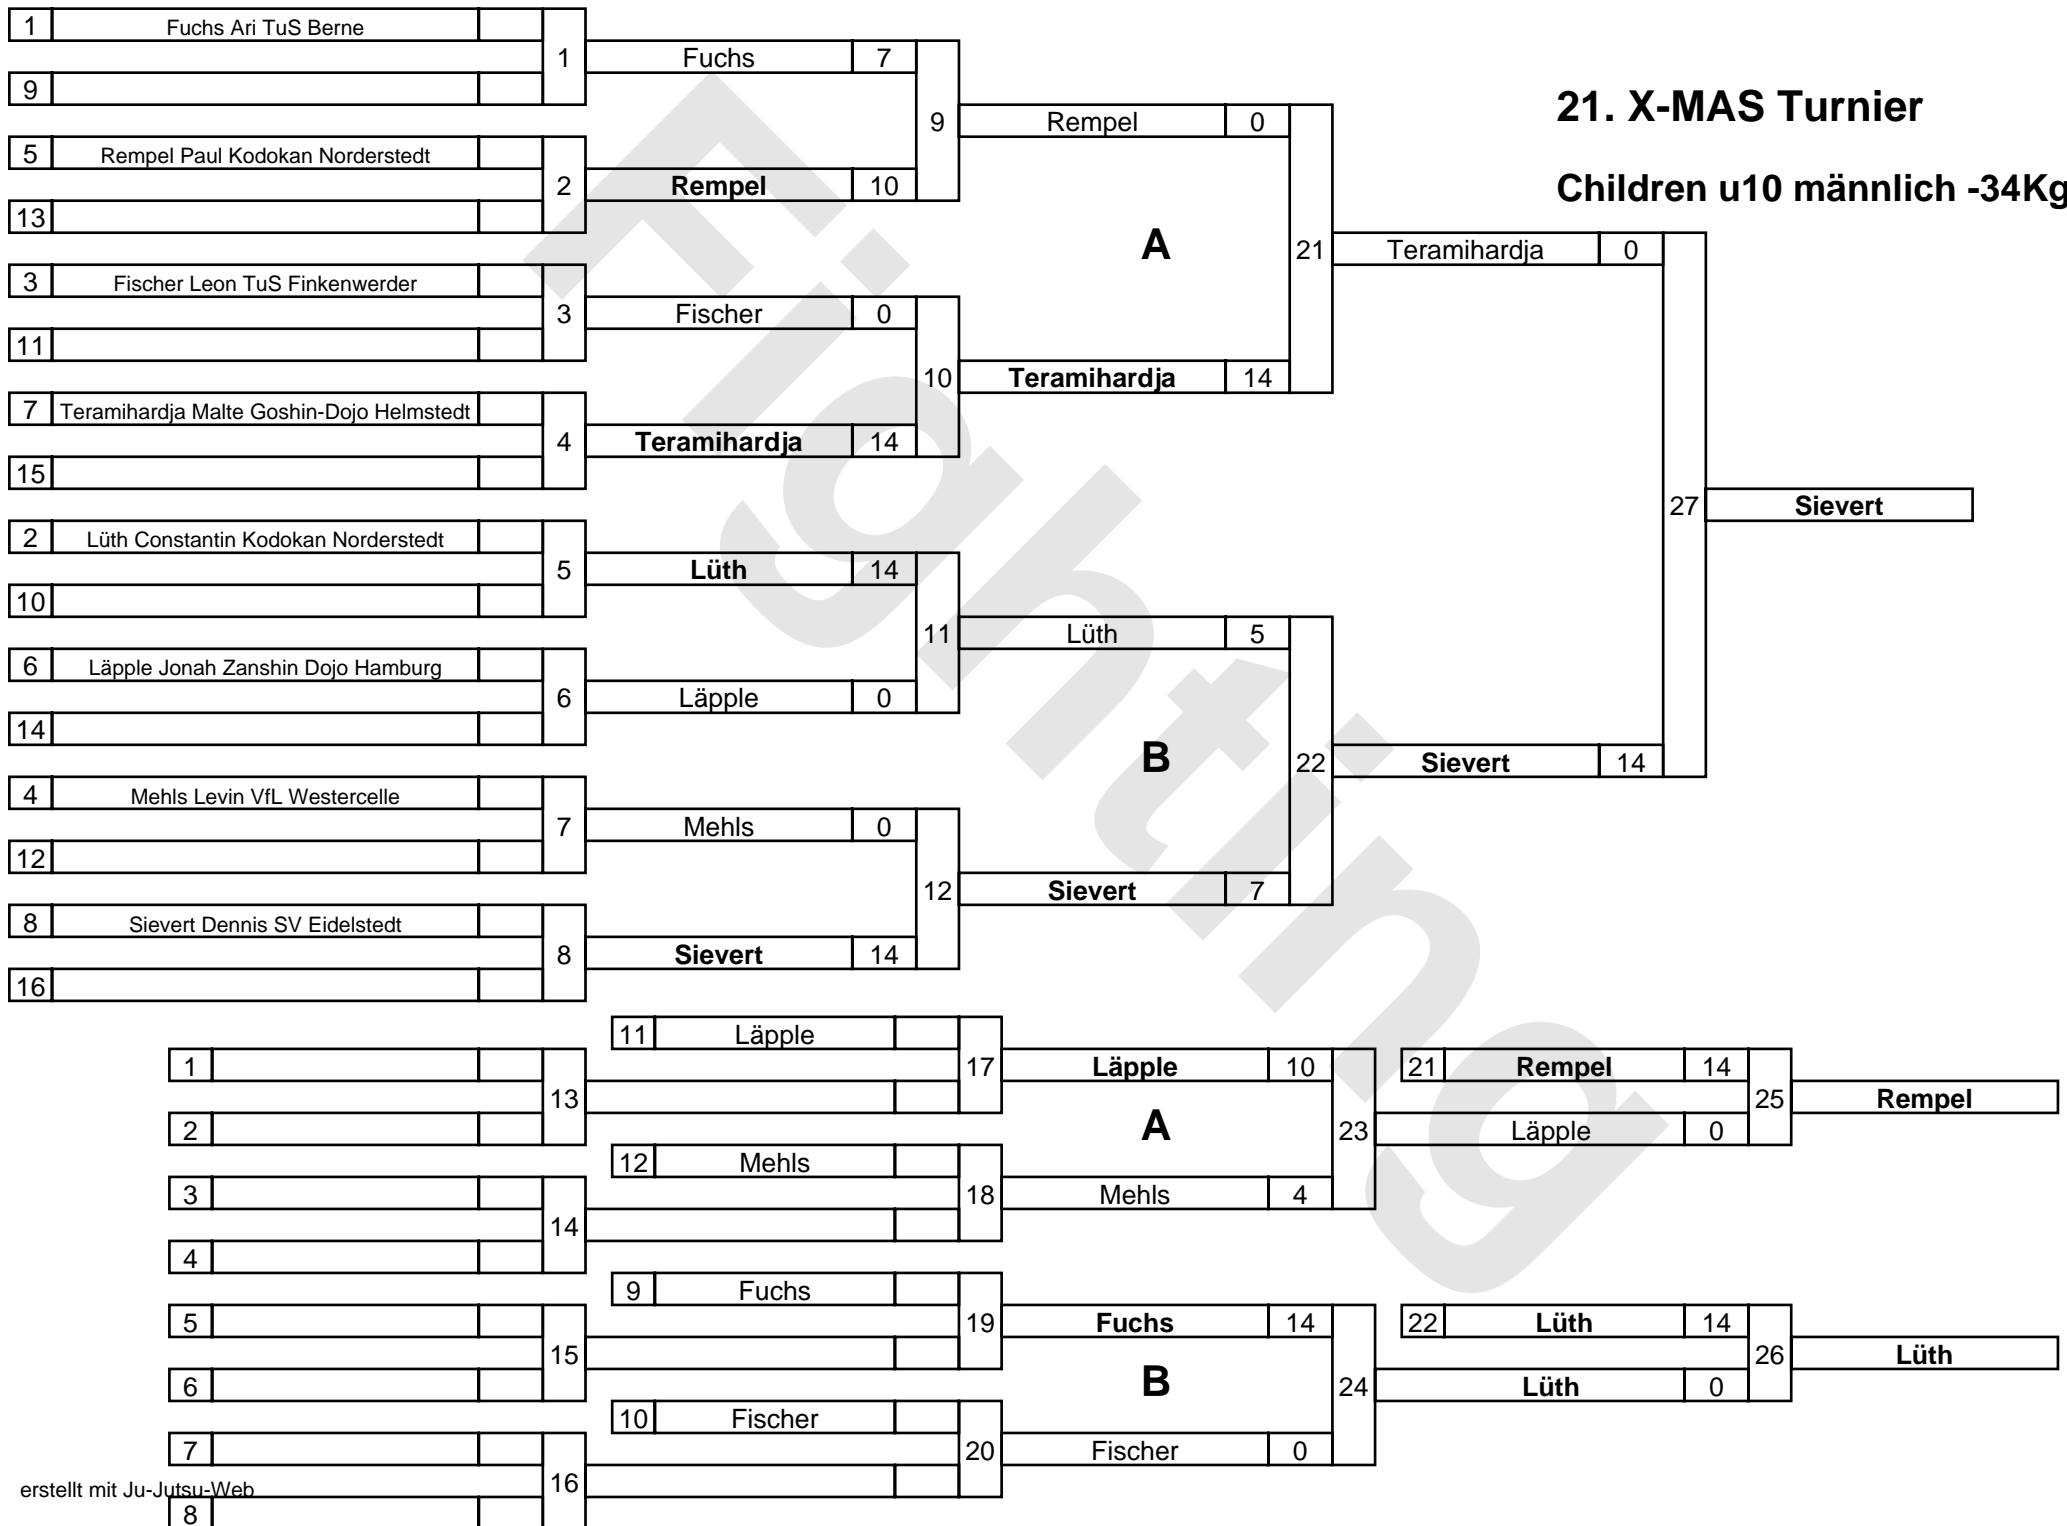 21. X-MAS Turnier
Children u10 männlich -34Kg
1 Fuchs Ari TuS Berne
9
1
5 Rempel Paul Kodokan Norderstedt
13
2
3 Fischer Leon TuS Finkenwerder
11
3
7 Teramihardja Malte Goshin-Dojo Helmstedt
15
4
2 Lüth Constantin Kodokan Norderstedt
10
5
6 Läpple Jonah Zanshin Dojo Hamburg
14
6
4 Mehls Levin VfL Westercelle
12
7
8 Sievert Dennis SV Eidelstedt
16
8
Fuchs 7
Rempel 10
9
Fischer 0
Teramihardja 14
10
Lüth 14
Läpple 0
11
Mehls 0
Sievert 14
12
Rempel 0
A
Teramihardja 14
21
Lüth 5
B
Sievert 7
22
Teramihardja 0
Sievert 14
27
Sievert
1
2
13
3
4
14
5
6
15
7
8
16
11 Läpple
17
12 Mehls
18
9 Fuchs
19
10 Fischer
20
Läpple 10
A
Mehls 4
23
Fuchs 14
B
Fischer 0
24
21 Rempel 14
Läpple 0
25
Rempel
22 Lüth 14
Lüth 0
26
Lüth
erstellt mit Ju-Jutsu-Web
Fighting